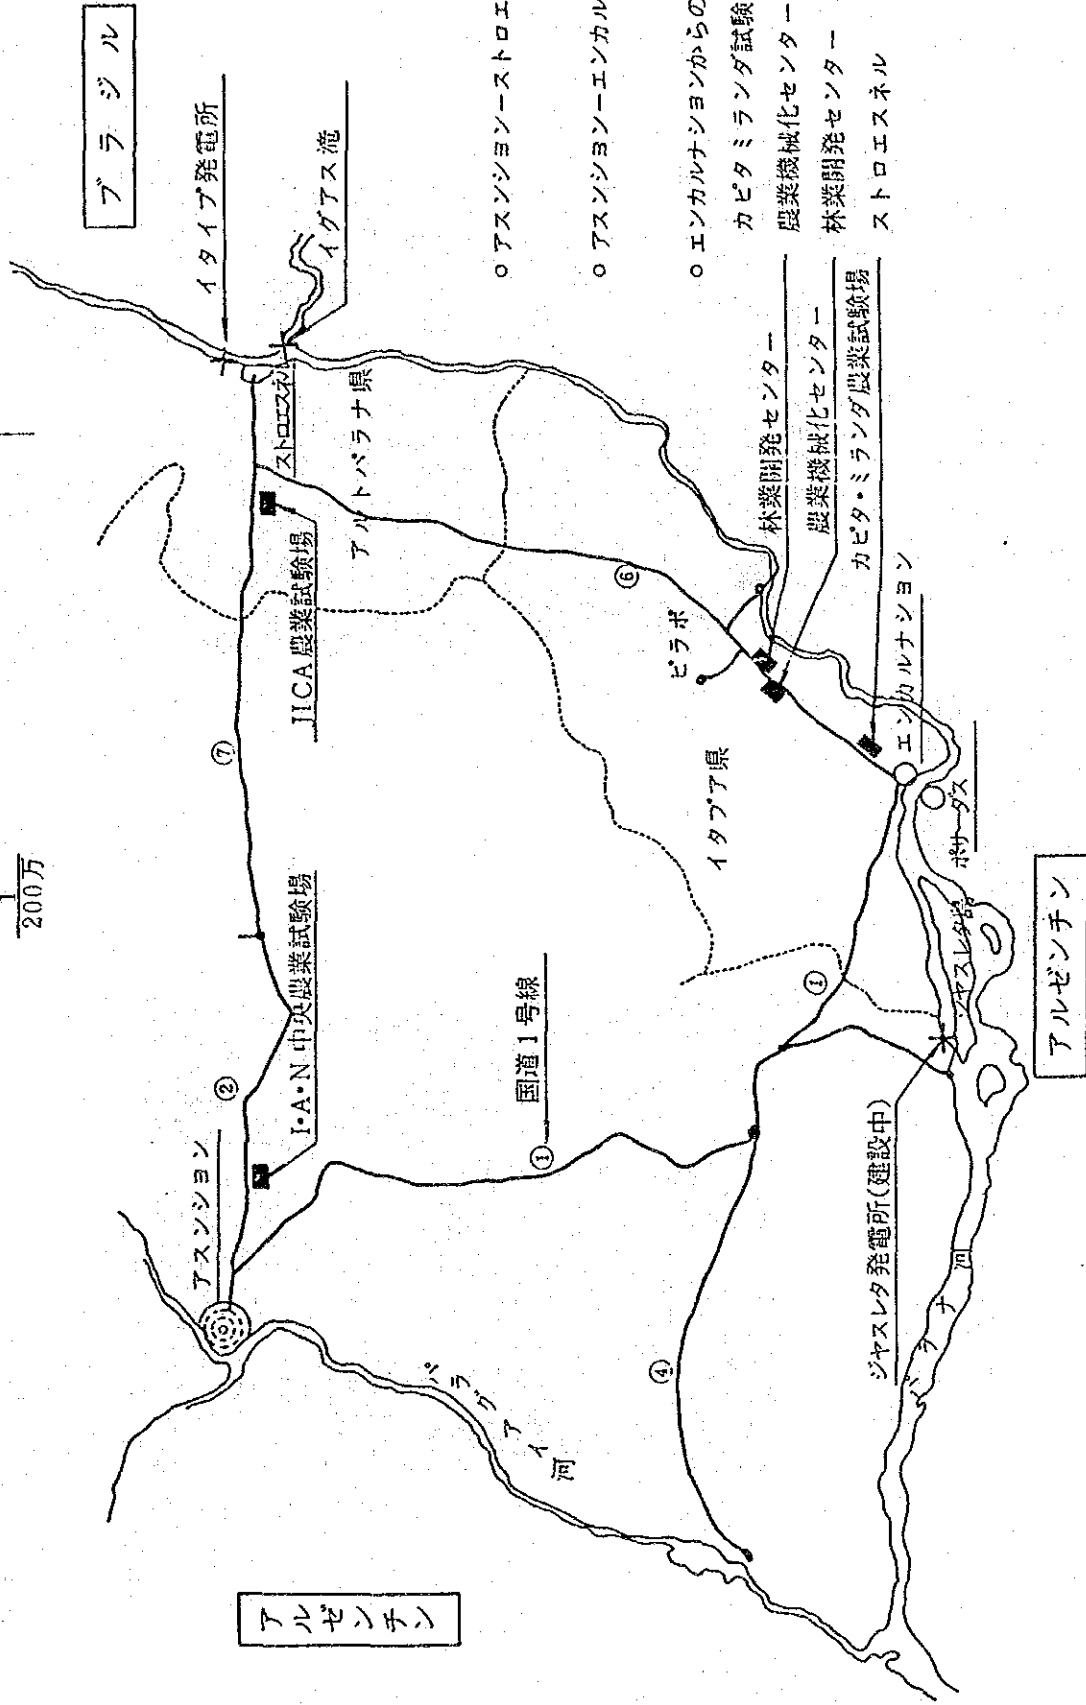 1
200万
ブラジル
イタイプ発電所
イグアス滝
ストロエスネル
アルトパラナ県
JICA農業試験場
⑦
I・A・N中央農業試験場
②
アスンション
国道1号線
①
パラグアイ河
アルゼンチン
④
⑥
ピラポ
イタプア県
林業開発センター
農業機械化センター
カピタ・ミランダ農業試験場
エンカルナション
ポサーダス
①
ジャスレタ発電所(建設中)
パラナ河
アルゼンチン
○アスンションーストロエ
○アスンションーエンカル
○エンカルナションからの
カピタミランダ試験
農業機械化センター
林業開発センター
ストロエスネル